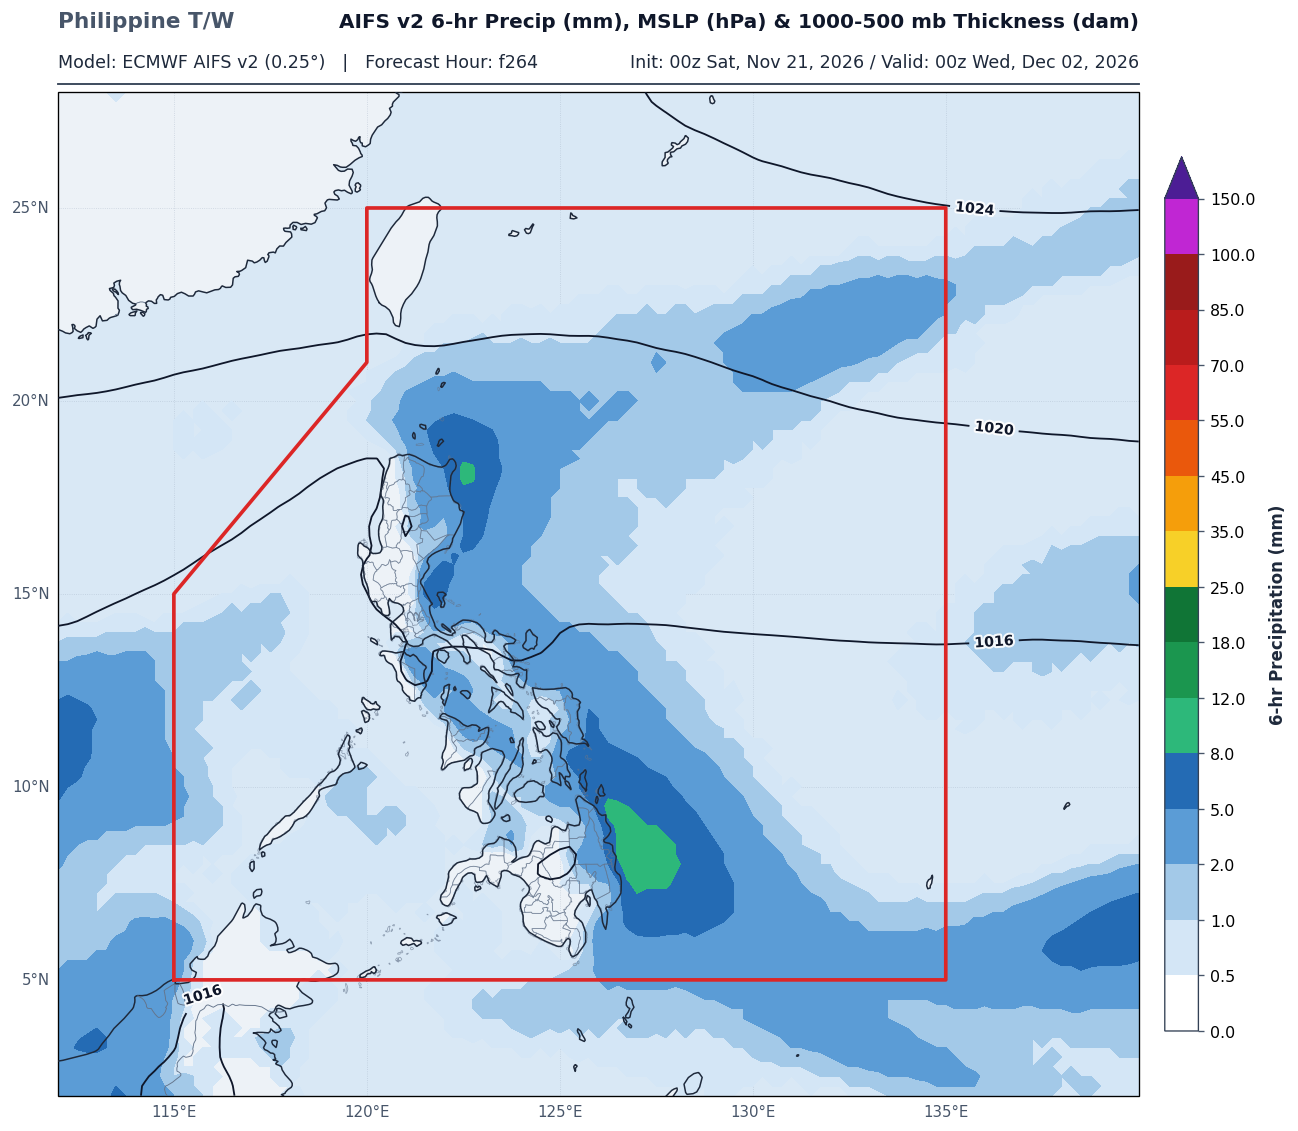 Philippine T/W
AIFS v2 6-hr Precip (mm), MSLP (hPa) & 1000-500 mb Thickness (dam)
Model: ECMWF AIFS v2 (0.25°) | Forecast Hour: f264
Init: 00z Sat, Nov 21, 2026 / Valid: 00z Wed, Dec 02, 2026
25°N
20°N
15°N
10°N
5°N
115°E
120°E
125°E
130°E
135°E
1024
1020
1016
1016
150.0
100.0
85.0
70.0
55.0
45.0
35.0
25.0
18.0
12.0
8.0
5.0
2.0
1.0
0.5
0.0
6-hr Precipitation (mm)